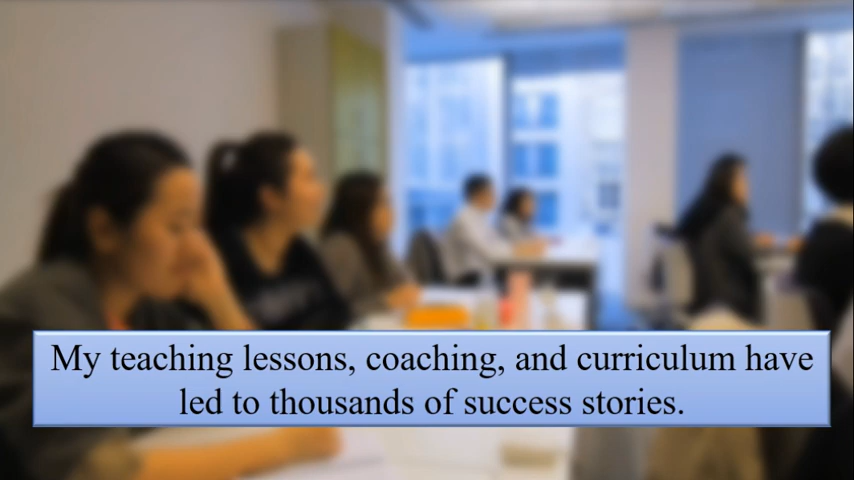 My teaching lessons, coaching, and curriculum have
led to thousands of success stories.